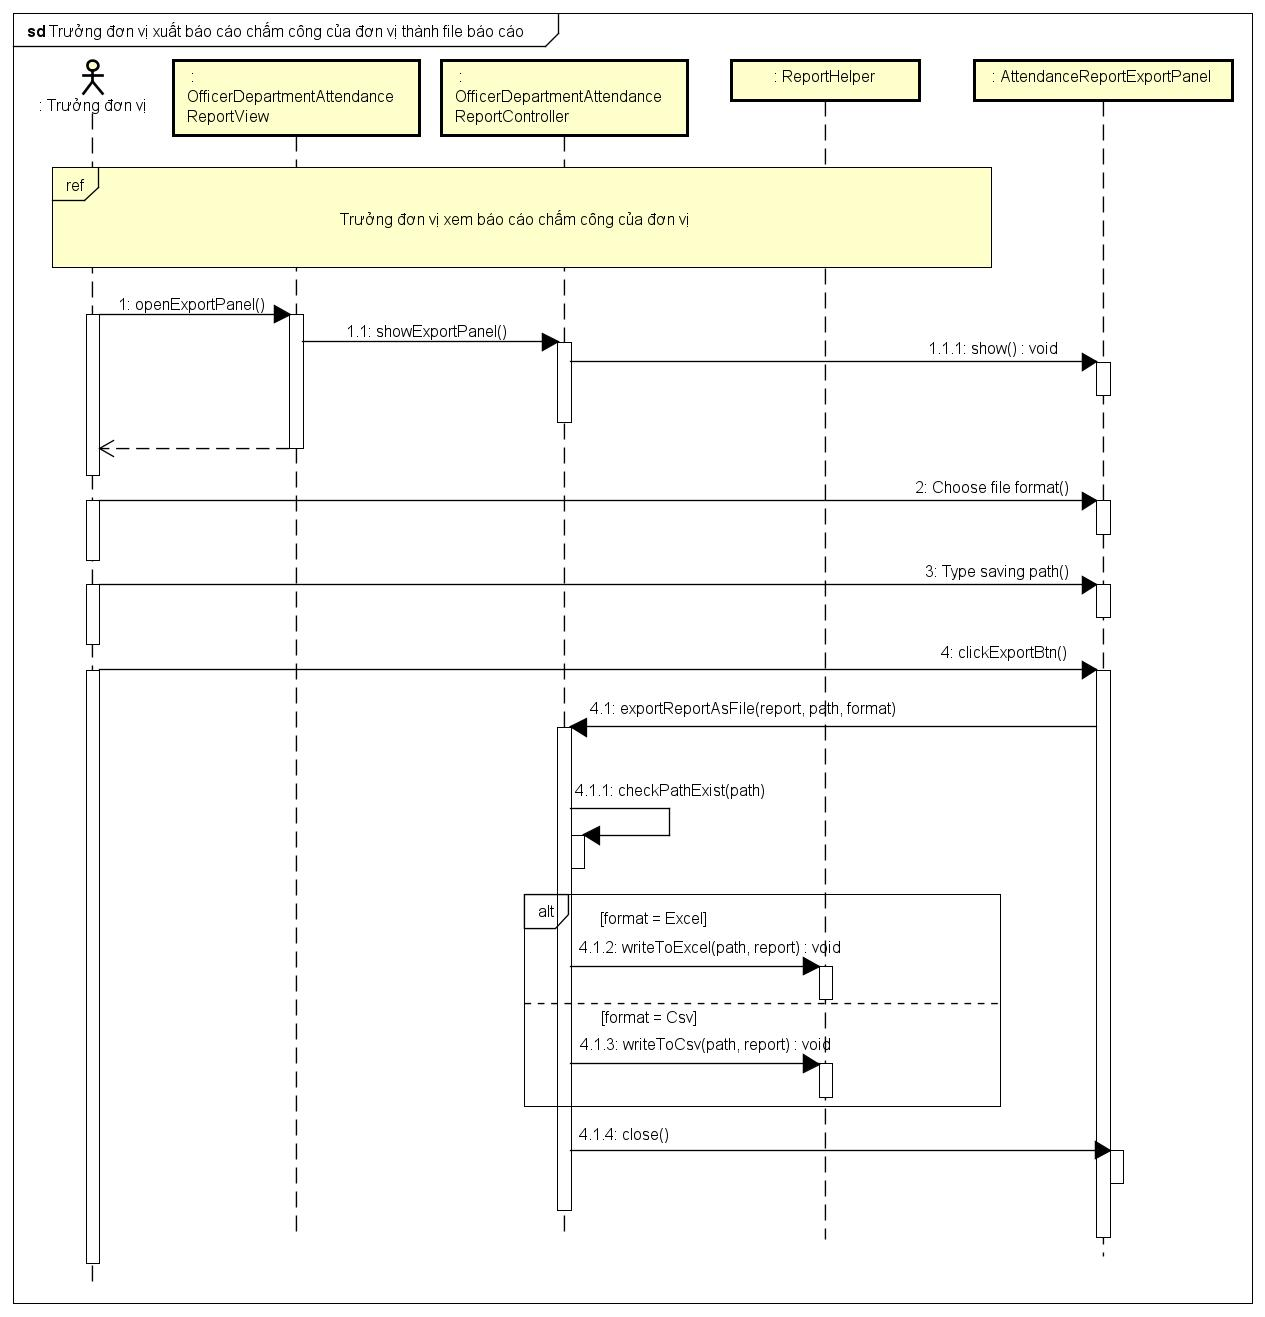 sd Trưởng đơn vị xuất báo cáo chấm công của đơn vị thành file báo cáo
: Trưởng đơn vị
:
OfficerDepartmentAttendance
ReportView
:
OfficerDepartmentAttendance
ReportController
: ReportHelper
: AttendanceReportExportPanel
ref
Trưởng đơn vị xem báo cáo chấm công của đơn vị
1: openExportPanel()
1.1: showExportPanel()
1.1.1: show() : void
2: Choose file format()
3: Type saving path()
4: clickExportBtn()
4.1: exportReportAsFile(report, path, format)
4.1.1: checkPathExist(path)
alt
[format = Excel]
4.1.2: writeToExcel(path, report) : void
[format = Csv]
4.1.3: writeToCsv(path, report) : void
4.1.4: close()